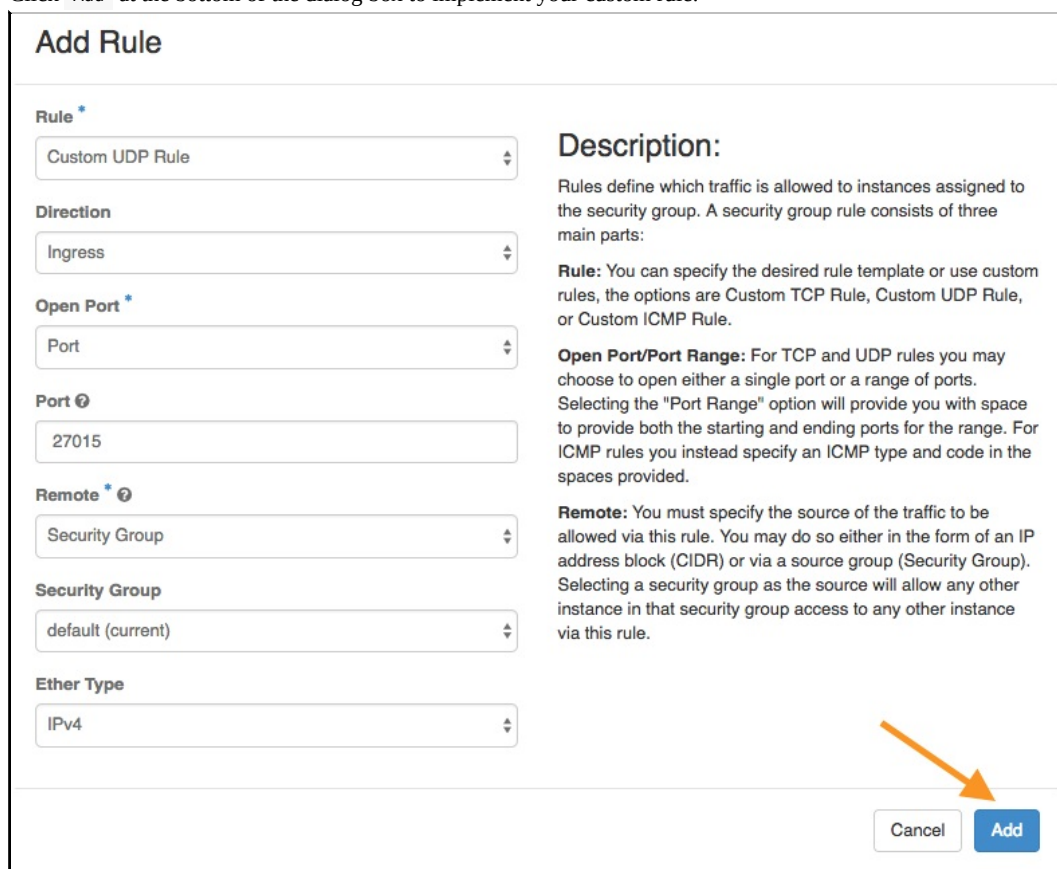 Add Rule
Rule *
Custom UDP Rule
Direction
Ingress
Open Port *
Port
Port
27015
Remote *
Security Group
Security Group
default (current)
Ether Type
IPv4
Description:
Rules define which traffic is allowed to instances assigned to
the security group. A security group rule consists of three
main parts:
Rule: You can specify the desired rule template or use custom
rules, the options are Custom TCP Rule, Custom UDP Rule,
or Custom ICMP Rule.
Open Port/Port Range: For TCP and UDP rules you may
choose to open either a single port or a range of ports.
Selecting the "Port Range" option will provide you with space
to provide both the starting and ending ports for the range. For
ICMP rules you instead specify an ICMP type and code in the
spaces provided.
Remote: You must specify the source of the traffic to be
allowed via this rule. You may do so either in the form of an IP
address block (CIDR) or via a source group (Security Group).
Selecting a security group as the source will allow any other
instance in that security group access to any other instance
via this rule.
Cancel
Add